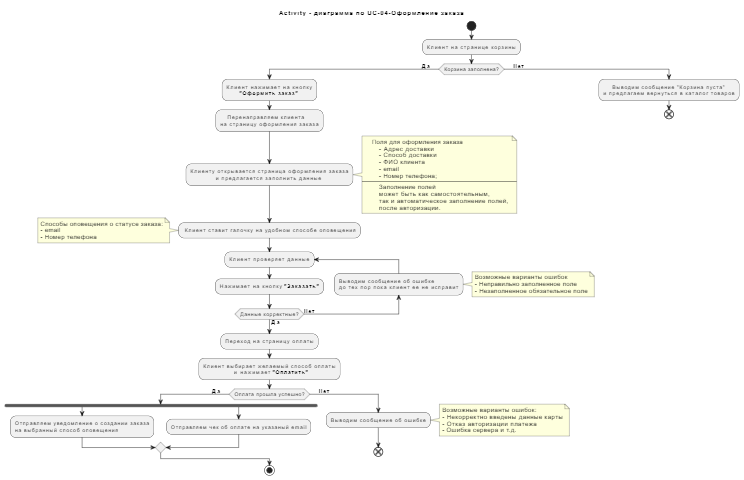 Activity - диаграмма по UC-04-Оформление заказа
Клиент на странице корзины
Корзина заполнена?
Да
Нет
Клиент нажимает на кнопку
"Оформить заказ"
Выводим сообщение "Корзина пуста"
и предлагаем вернуться в каталог товаров
Перенаправляем клиента
на страницу оформления заказа
Клиенту открывается страница оформления заказа
и предлагается заполнить данные
Поля для оформления заказа
- Адрес доставки
- Способ доставки
- ФИО клиента
- email
- Номер телефона;
Заполнение полей
может быть как самостоятельным,
так и автоматическое заполнение полей,
после авторизации.
Способы оповещения о статусе заказа:
- email
- Номер телефона
Клиент ставит галочку на удобном способе оповещения
Клиент проверяет данные
Нажимает на кнопку "Заказать"
Выводим сообщение об ошибке
до тех пор пока клиент ее не исправит
Возможные варианты ошибок
- Неправильно заполненное поле
- Незаполненное обязательное поле
Данные корректные?
Нет
Да
Переход на страницу оплаты
Клиент выбирает желаемый способ оплаты
и нажимает "Оплатить"
Оплата прошла успешно?
Да
Нет
Отправляем уведомление о создании заказа
на выбранный способ оповещения
Отправляем чек об оплате на указаный email
Выводим сообщение об ошибке
Возможные варианты ошибок:
- Некорректно введены данные карты
- Отказ авторизации платежа
- Ошибка сервера и т.д.